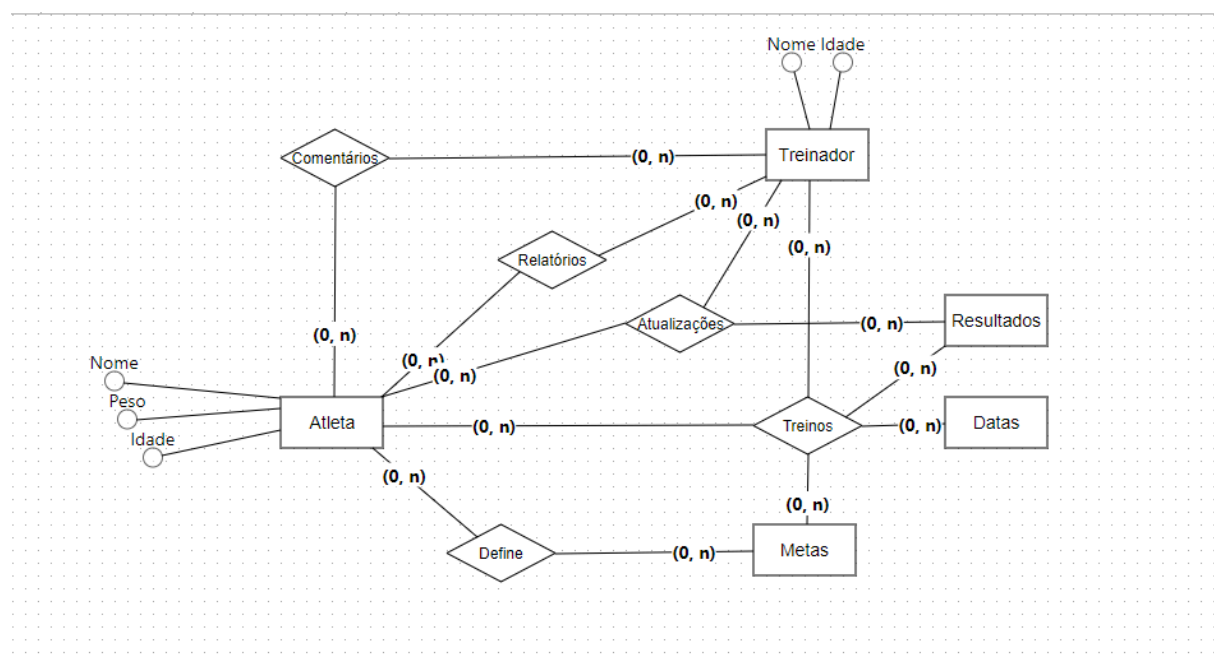 Nome Idade
Comentários
(0, n)
Treinador
(0, n)
(0, n)
(0, n)
Relatórios
Resultados
Atualizações
(0, n)
(0, n)
(0, n)
(0, n)
(0, n)
Nome
Peso
Idade
Atleta
(0, n)
Treinos
(0, n)
Datas
(0, n)
(0, n)
Define
(0, n)
Metas